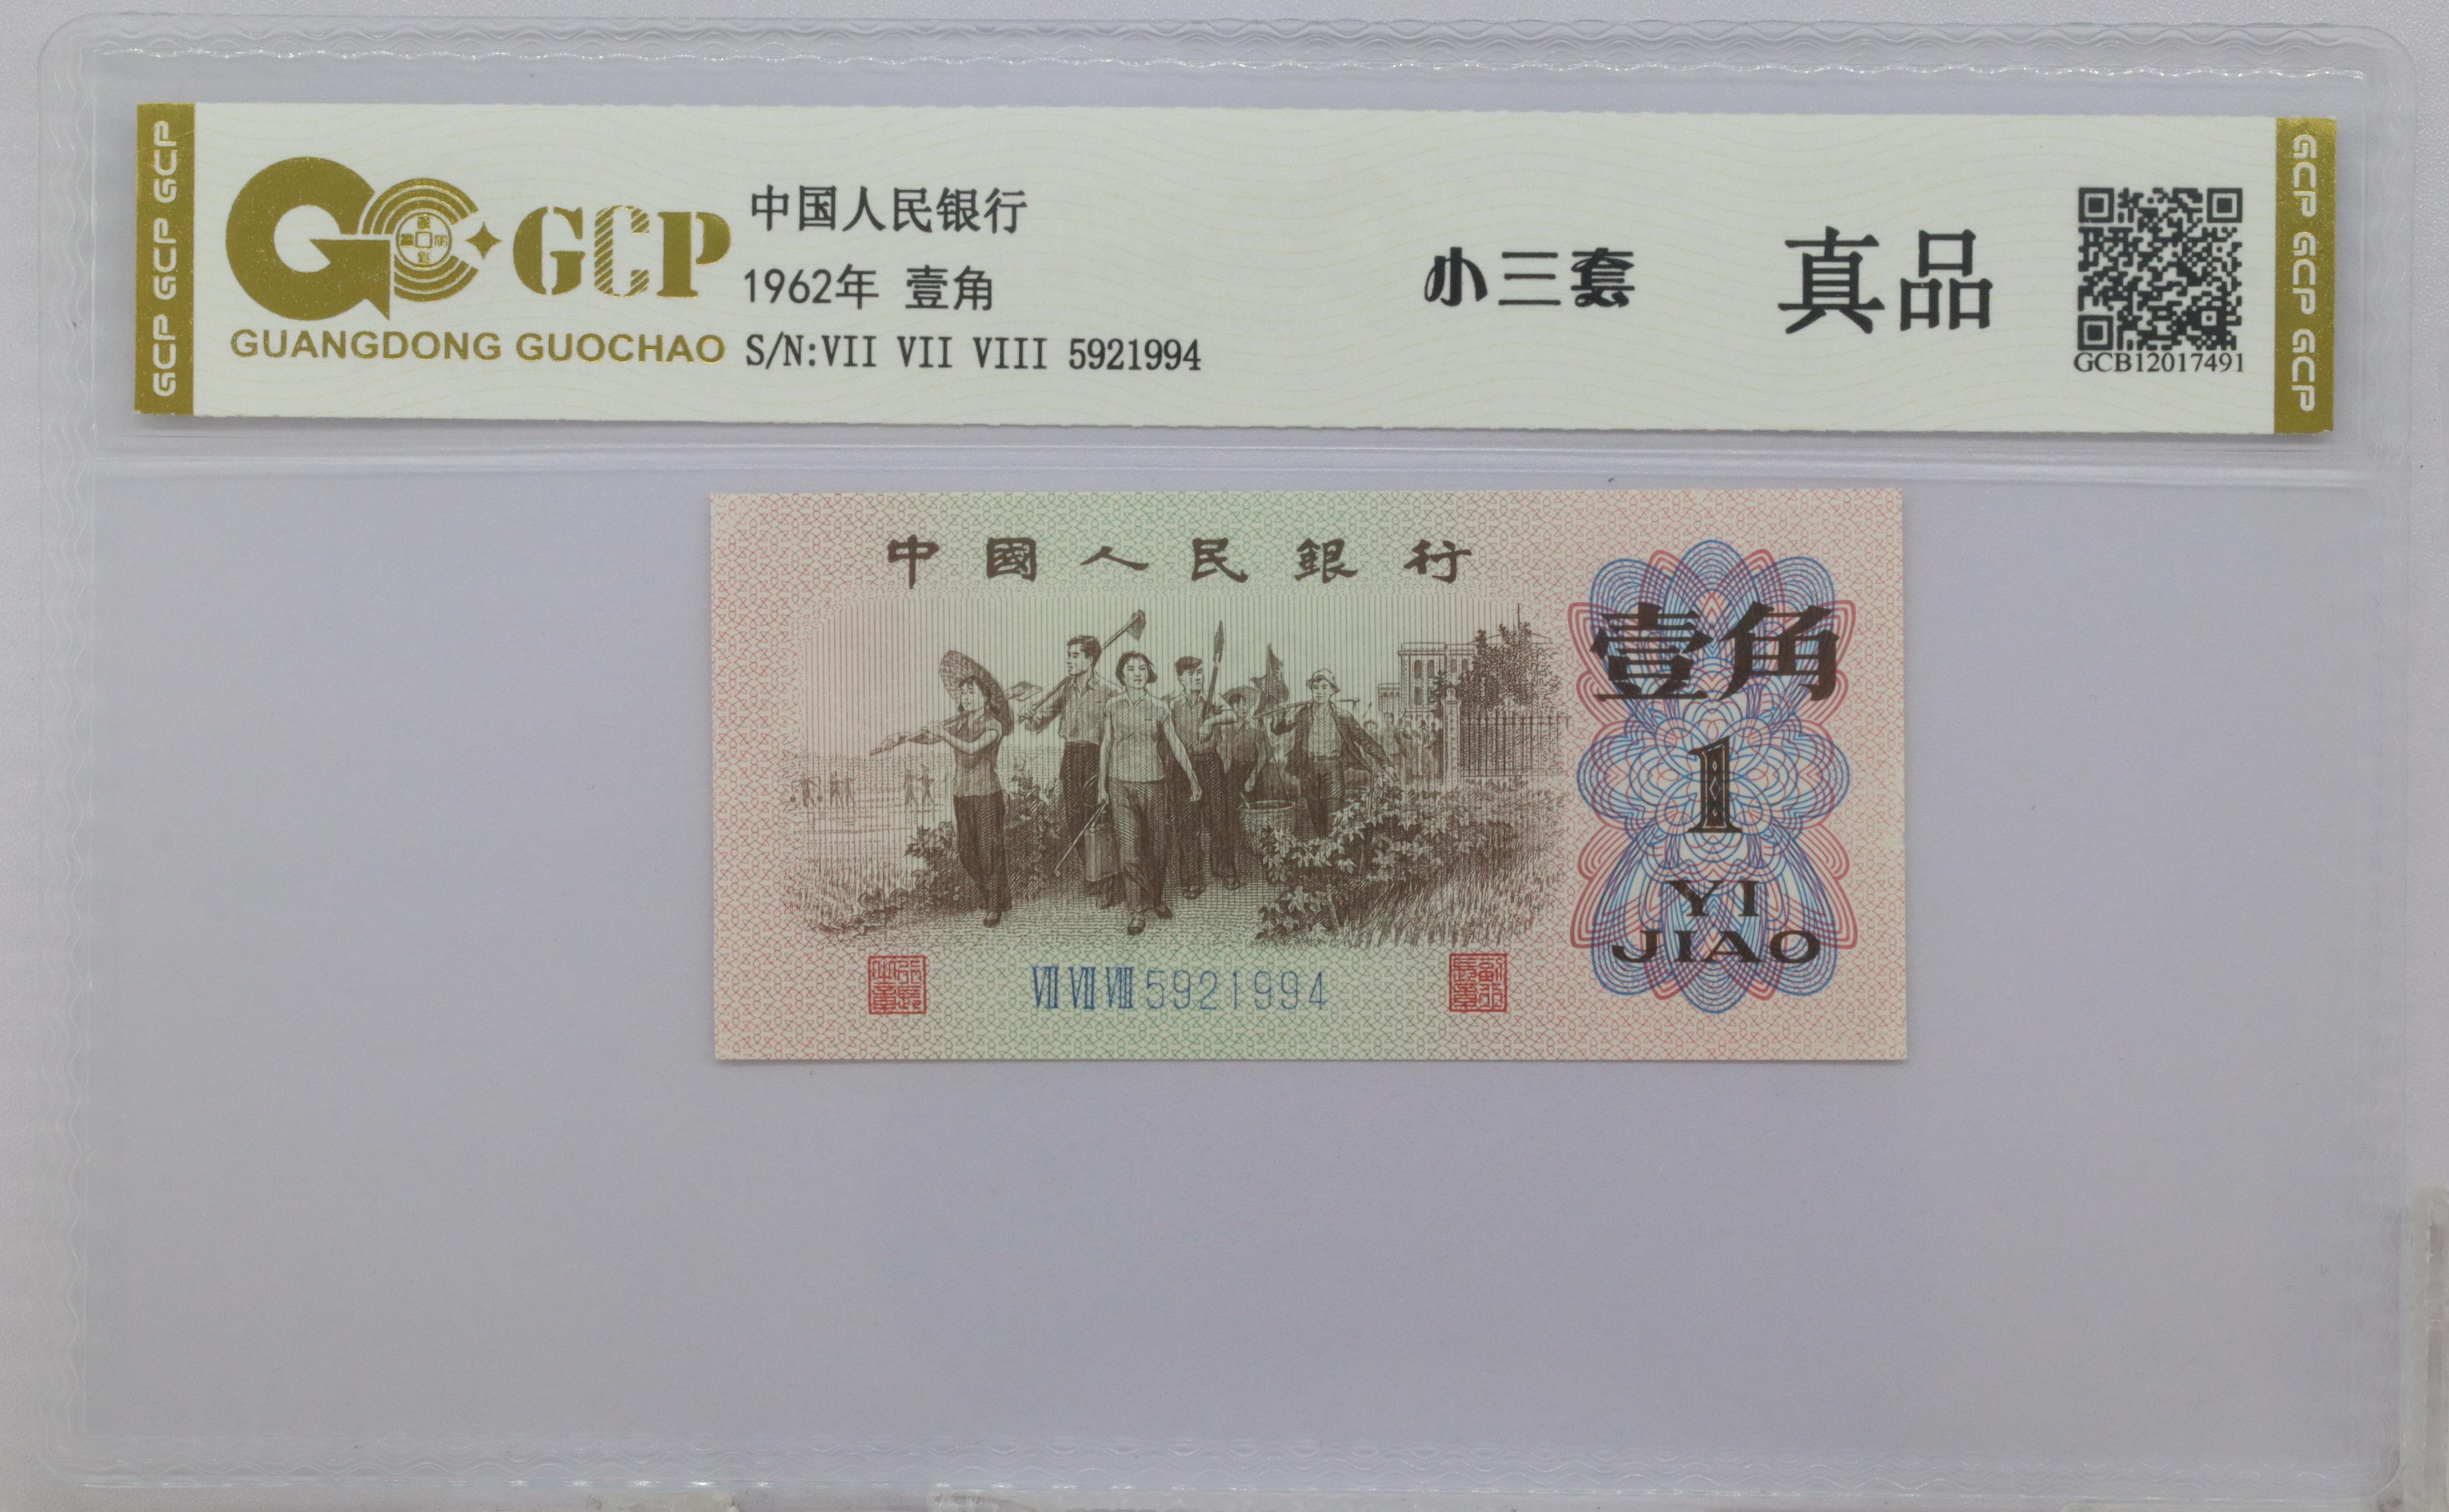 GCP GCP GCP
GCP
GUANGDONG GUOCHAO
中国人民银行
1962年 壹角
S/N:VII VII VIII 5921994
小三套
真品
GCB12017491
GCP GCP GCP
中國人民銀行
壹角
1
YI
JIAO
VII VII VIII 5921994